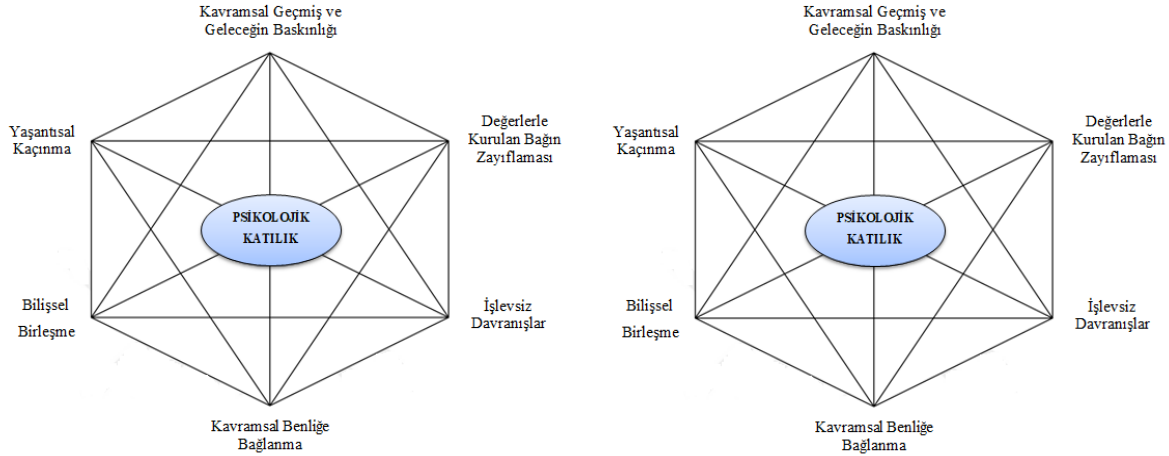 Kavramsal Geçmiş ve
Geleceğin Baskınlığı
Yaşantısal
Kaçınma
Değerlerle
Kurulan Bağın
Zayıflaması
PSİKOLOJİK
KATILIK
Bilişsel
Birleşme
İşlevsiz
Davranışlar
Kavramsal Benliğe
Bağlanma
Kavramsal Geçmiş ve
Geleceğin Baskınlığı
Yaşantısal
Kaçınma
Değerlerle
Kurulan Bağın
Zayıflaması
PSİKOLOJİK
KATILIK
Bilişsel
Birleşme
İşlevsiz
Davranışlar
Kavramsal Benliğe
Bağlanma